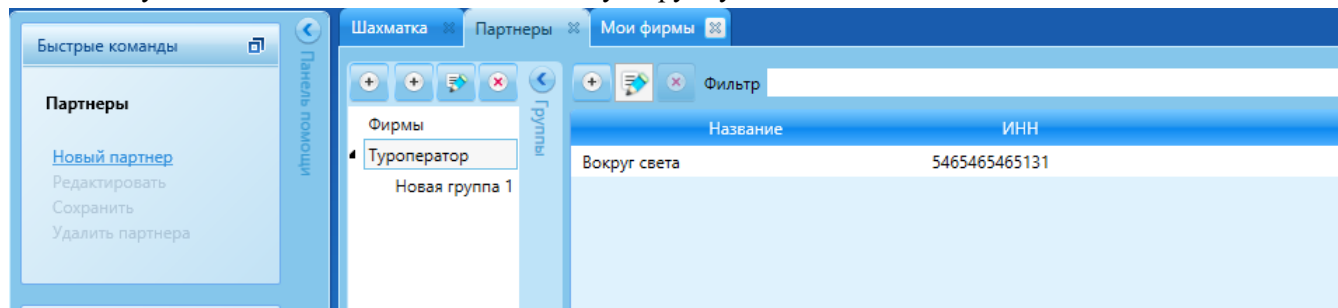 Быстрые команды
Партнеры
Новый партнер
Редактировать
Сохранить
Удалить партнера
Панель помощи
Шахматка
Партнеры
Мои фирмы
Фирмы
Туроператор
Новая группа 1
Группы
Фильтр
Название ИНН
Вокруг света 5465465465131